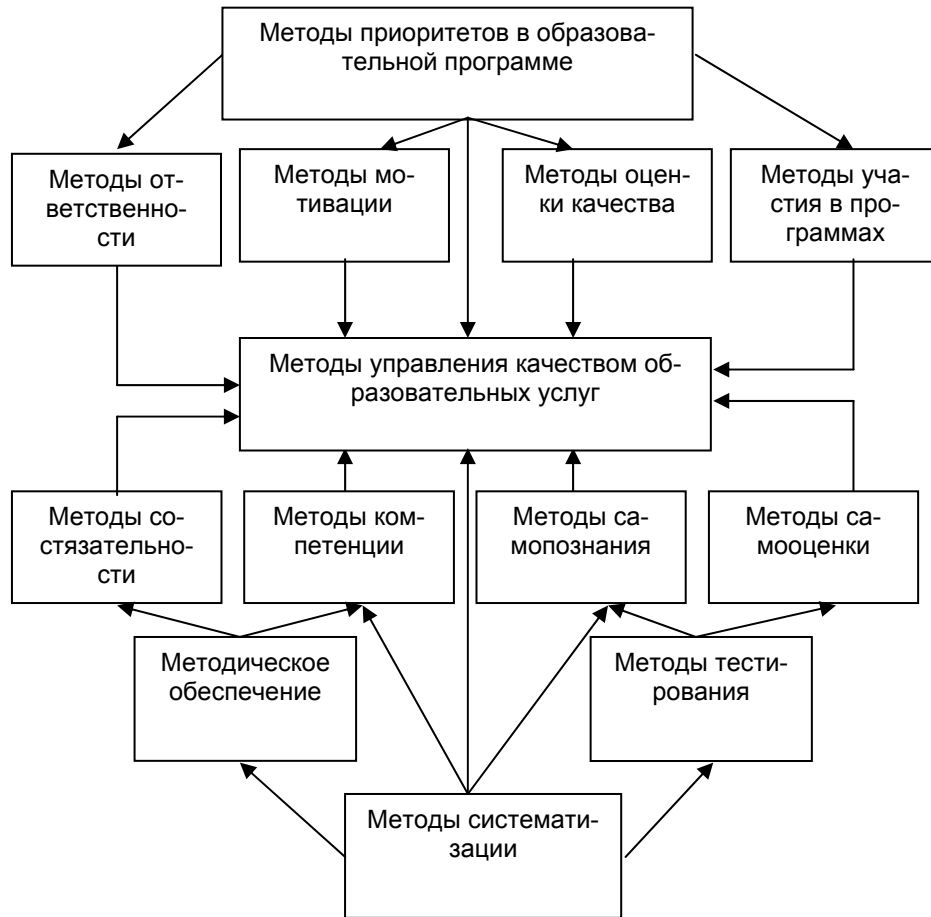 Методы приоритетов в образова-
тельной программе
Методы от-
ветственно-
сти
Методы мо-
тивации
Методы оцен-
ки качества
Методы уча-
стия в про-
граммах
Методы управления качеством об-
разовательных услуг
Методы со-
стязательно-
сти
Методы ком-
петенции
Методы са-
мопознания
Методы са-
мооценки
Методическое
обеспечение
Методы тести-
рования
Методы системати-
зации